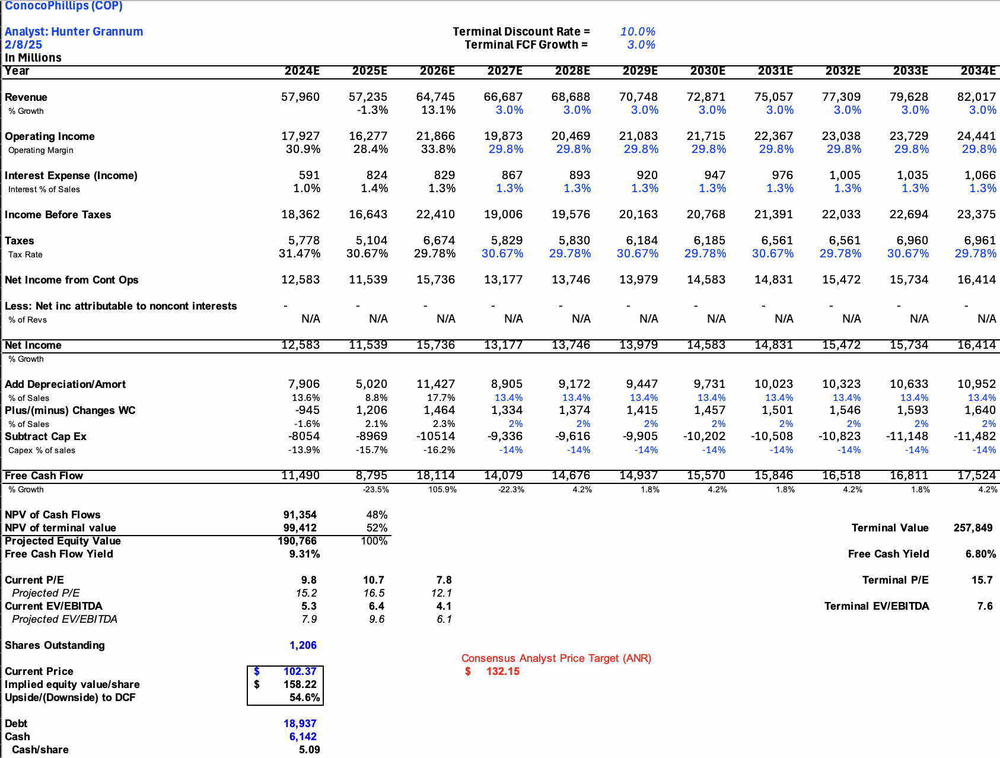 ConocoPhillips (COP)
Analyst: Hunter Grannum Terminal Discount Rate = 10.0%
2/8/25 Terminal FCF Growth = 3.0%
In Millions
Year 2024E 2025E 2026E 2027E 2028E 2029E 2030E 2031E 2032E 2033E 2034E
Revenue 57,960 57,235 64,745 66,687 68,688 70,748 72,871 75,057 77,309 79,628 82,017
% Growth -1.3% 13.1% 3.0% 3.0% 3.0% 3.0% 3.0% 3.0% 3.0% 3.0%
Operating Income 17,927 16,277 21,866 19,873 20,469 21,083 21,715 22,367 23,038 23,729 24,441
Operating Margin 30.9% 28.4% 33.8% 29.8% 29.8% 29.8% 29.8% 29.8% 29.8% 29.8% 29.8%
Interest Expense (Income) 591 824 829 867 893 920 947 976 1,005 1,035 1,066
Interest % of Sales 1.0% 1.4% 1.3% 1.3% 1.3% 1.3% 1.3% 1.3% 1.3% 1.3% 1.3%
Income Before Taxes 18,362 16,643 22,410 19,006 19,576 20,163 20,768 21,391 22,033 22,694 23,375
Taxes 5,778 5,104 6,674 5,829 5,830 6,184 6,185 6,561 6,561 6,960 6,961
Tax Rate 31.47% 30.67% 29.78% 30.67% 29.78% 30.67% 29.78% 30.67% 29.78% 30.67% 29.78%
Net Income from Cont Ops 12,583 11,539 15,736 13,177 13,746 13,979 14,583 14,831 15,472 15,734 16,414
Less: Net inc attributable to noncont interests - - - - - - - - - - -
% of Revs N/A N/A N/A N/A N/A N/A N/A N/A N/A N/A N/A
Net Income 12,583 11,539 15,736 13,177 13,746 13,979 14,583 14,831 15,472 15,734 16,414
% Growth
Add Depreciation/Amort 7,906 5,020 11,427 8,905 9,172 9,447 9,731 10,023 10,323 10,633 10,952
% of Sales 13.6% 8.8% 17.7% 13.4% 13.4% 13.4% 13.4% 13.4% 13.4% 13.4% 13.4%
Plus/(minus) Changes WC -945 1,206 1,464 1,334 1,374 1,415 1,457 1,501 1,546 1,593 1,640
% of Sales -1.6% 2.1% 2.3% 2% 2% 2% 2% 2% 2% 2% 2%
Subtract Cap Ex -8054 -8969 -10514 -9,336 -9,616 -9,905 -10,202 -10,508 -10,823 -11,148 -11,482
Capex % of sales -13.9% -15.7% -16.2% -14% -14% -14% -14% -14% -14% -14% -14%
Free Cash Flow 11,490 8,795 18,114 14,079 14,676 14,937 15,570 15,846 16,518 16,811 17,524
% Growth -23.5% 105.9% -22.3% 4.2% 1.8% 4.2% 1.8% 4.2% 1.8% 4.2%
NPV of Cash Flows 91,354 48%
NPV of terminal value 99,412 52% Terminal Value 257,849
Projected Equity Value 190,766 100%
Free Cash Flow Yield 9.31% Free Cash Yield 6.80%
Current P/E 9.8 10.7 7.8 Terminal P/E 15.7
Projected P/E 15.2 16.5 12.1
Current EV/EBITDA 5.3 6.4 4.1 Terminal EV/EBITDA 7.6
Projected EV/EBITDA 7.9 9.6 6.1
Shares Outstanding 1,206
Consensus Analyst Price Target (ANR)
Current Price $ 102.37 $ 132.15
Implied equity value/share $ 158.22
Upside/(Downside) to DCF 54.6%
Debt 18,937
Cash 6,142
Cash/share 5.09